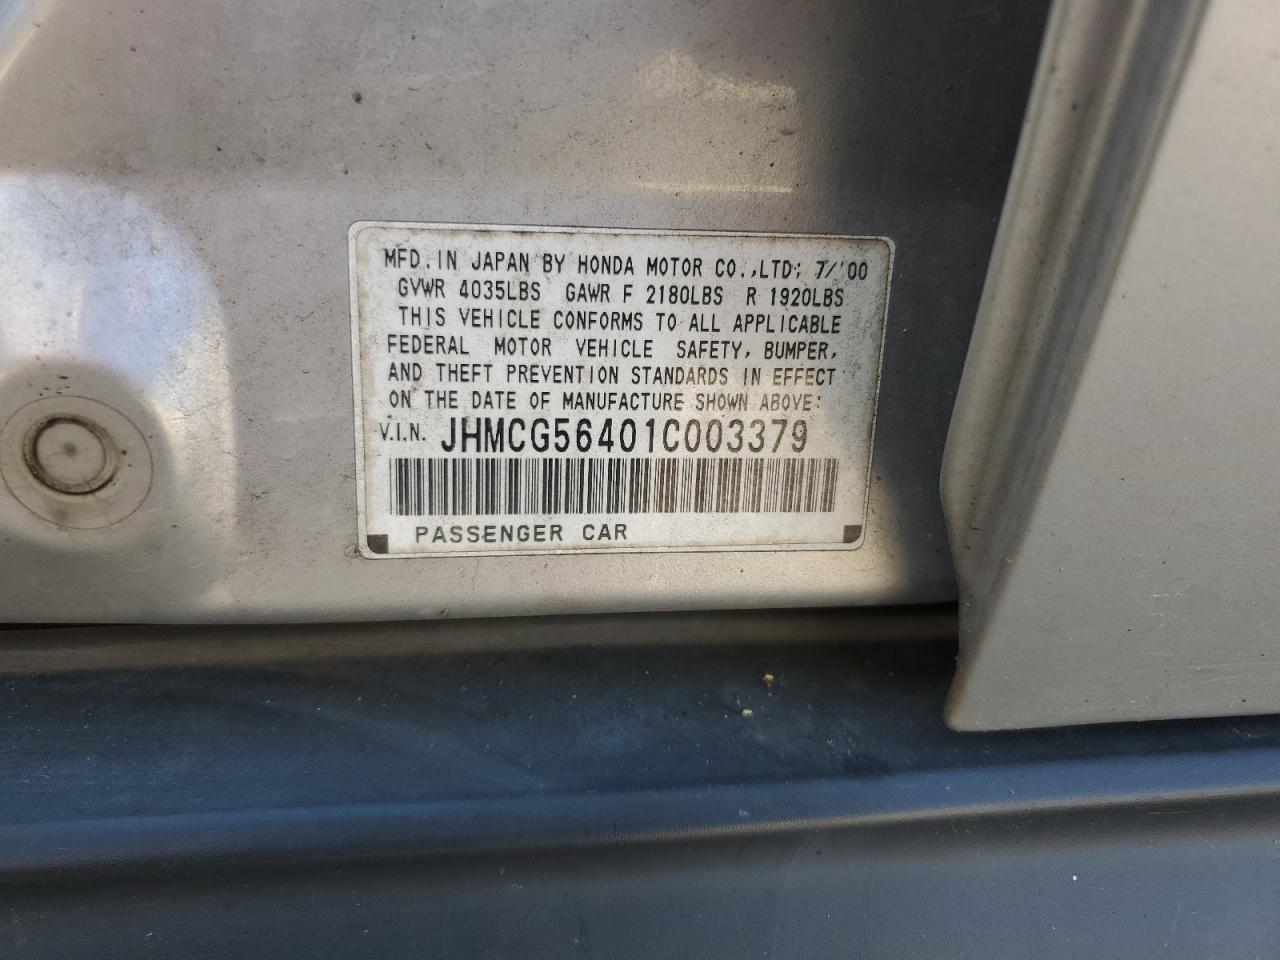 MFD. IN JAPAN BY HONDA MOTOR CO., LTD; 7/'00
GVWR 4035LBS GAWR F 2180LBS R 1920LBS
THIS VEHICLE CONFORMS TO ALL APPLICABLE
FEDERAL MOTOR VEHICLE SAFETY, BUMPER,
AND THEFT PREVENTION STANDARDS IN EFFECT
ON THE DATE OF MANUFACTURE SHOWN ABOVE:
V.I.N. JHMCG56401C003379
PASSENGER CAR